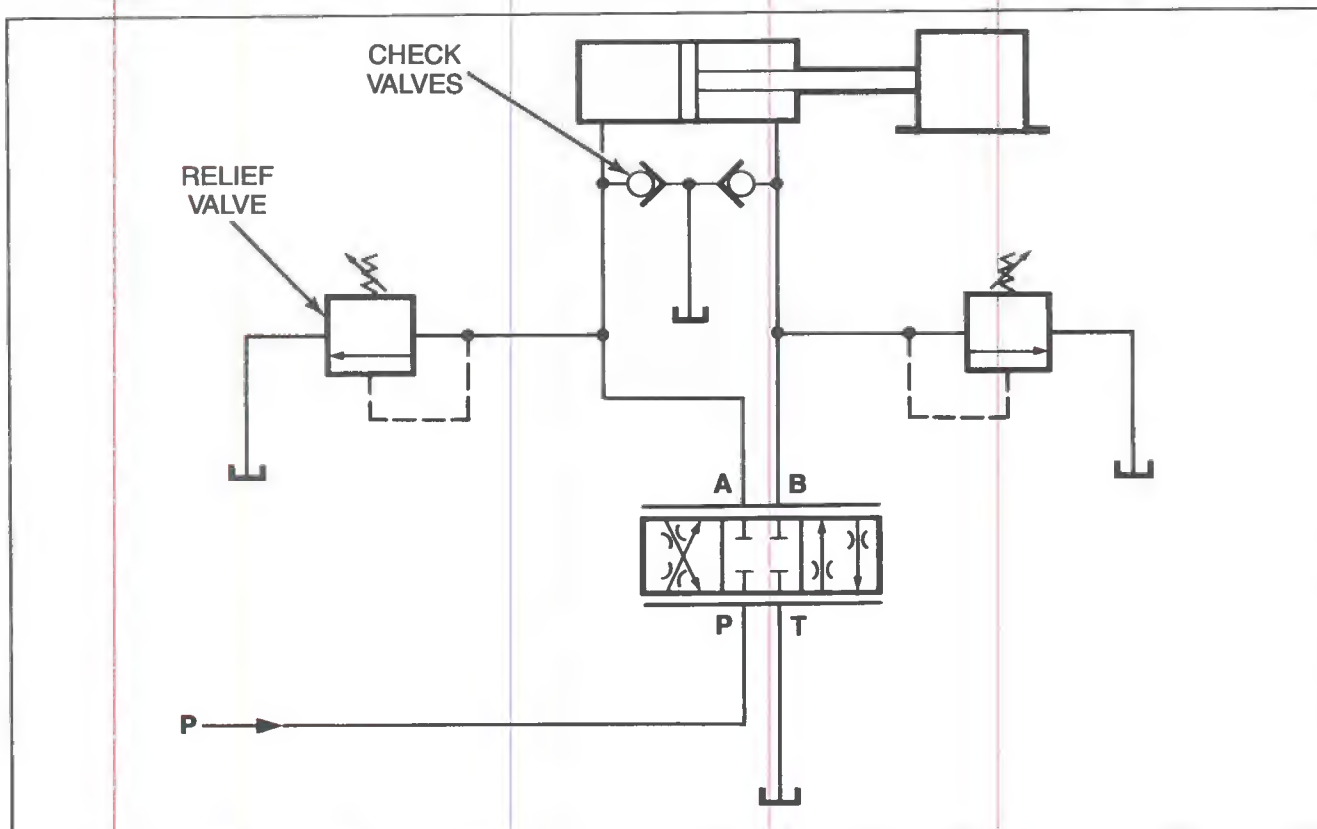 CHECK
VALVES
RELIEF
VALVE
A B
P T
P